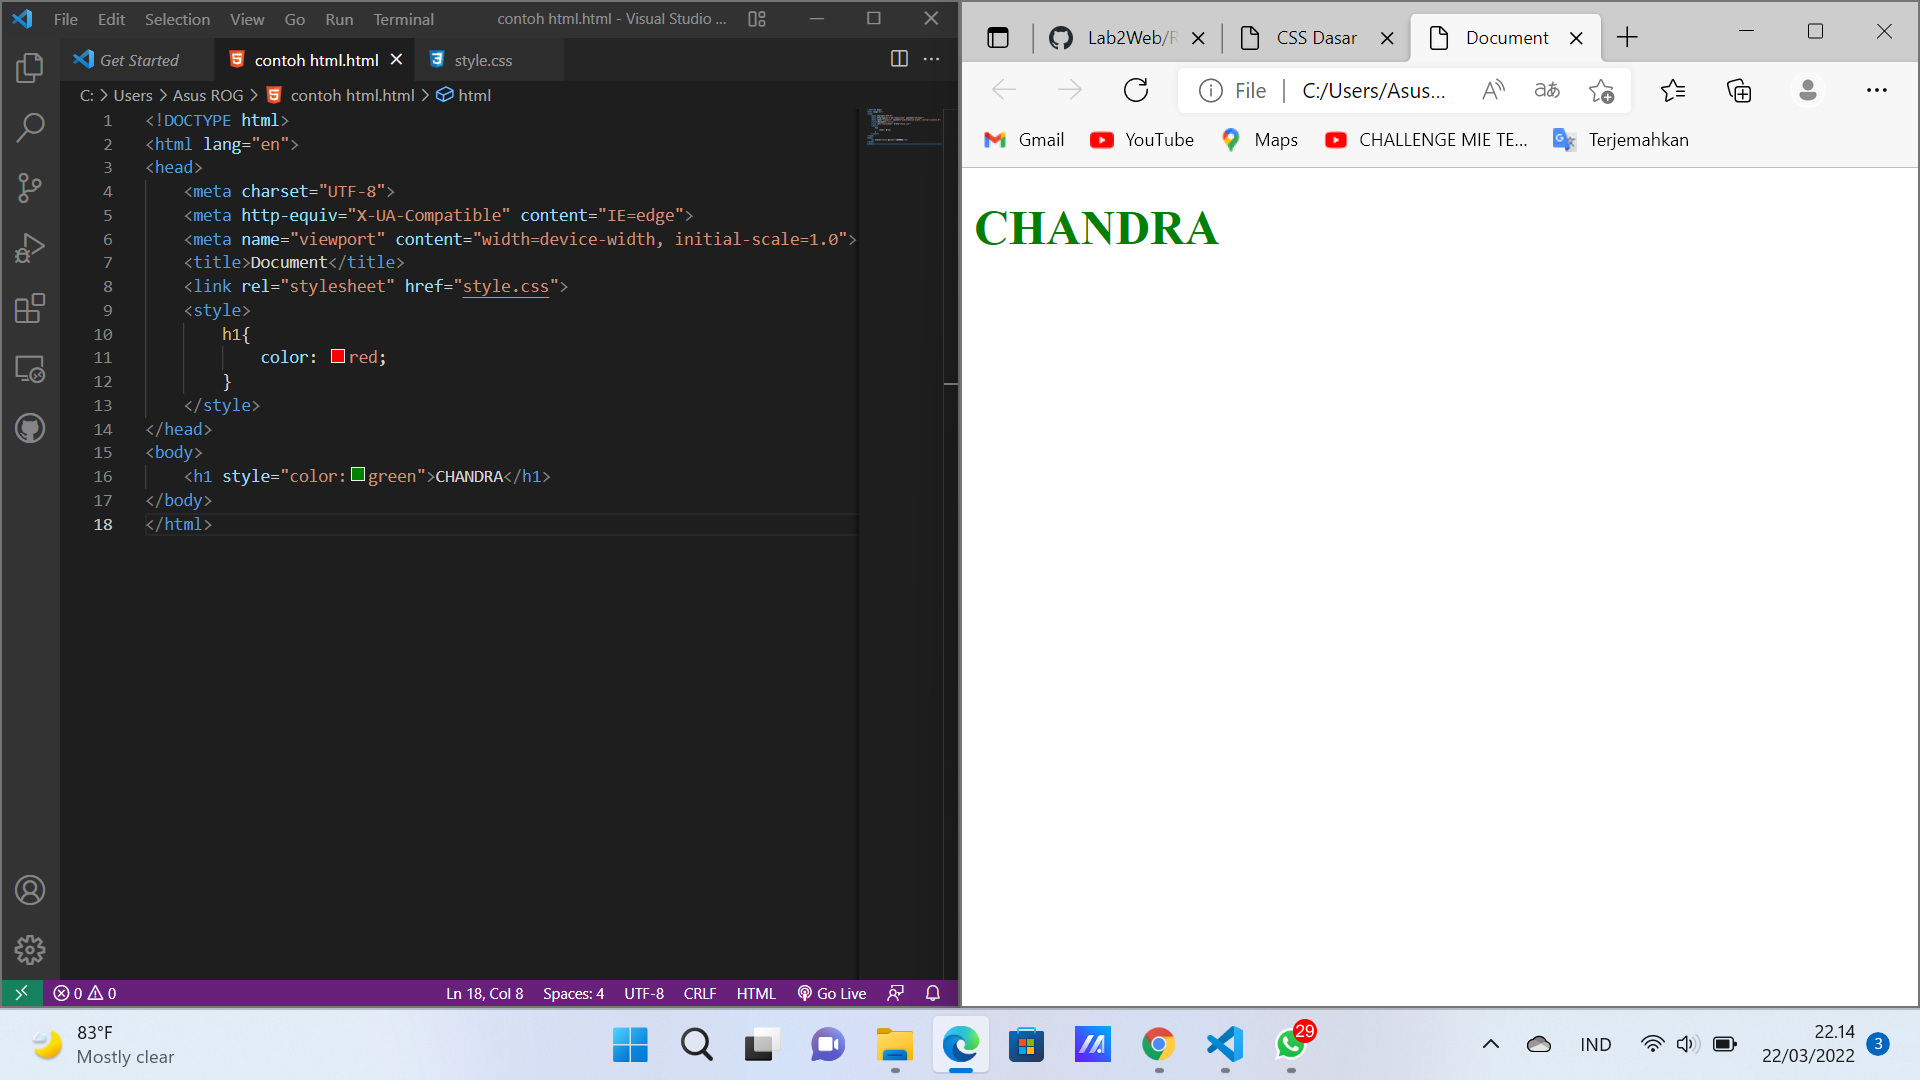 File Edit Selection View Go Run Terminal contoh html.html - Visual Studio ...
Get Started contoh html.html style.css
C: > Users > Asus ROG > contoh html.html > html
1 <!DOCTYPE html>
2 <html lang="en">
3 <head>
4 <meta charset="UTF-8">
5 <meta http-equiv="X-UA-Compatible" content="IE=edge">
6 <meta name="viewport" content="width=device-width, initial-scale=1.0">
7 <title>Document</title>
8 <link rel="stylesheet" href="style.css">
9 <style>
10 h1{
11 color: red;
12 }
13 </style>
14 </head>
15 <body>
16 <h1 style="color:green">CHANDRA</h1>
17 </body>
18 </html>
0 0 Ln 18, Col 8 Spaces: 4 UTF-8 CRLF HTML Go Live
Lab2Web/R CSS Dasar Document
File C:/Users/Asus... あ
Gmail YouTube Maps CHALLENGE MIE TE... Terjemahkan
CHANDRA
83°F
Mostly clear
29
IND
22.14
22/03/2022
3